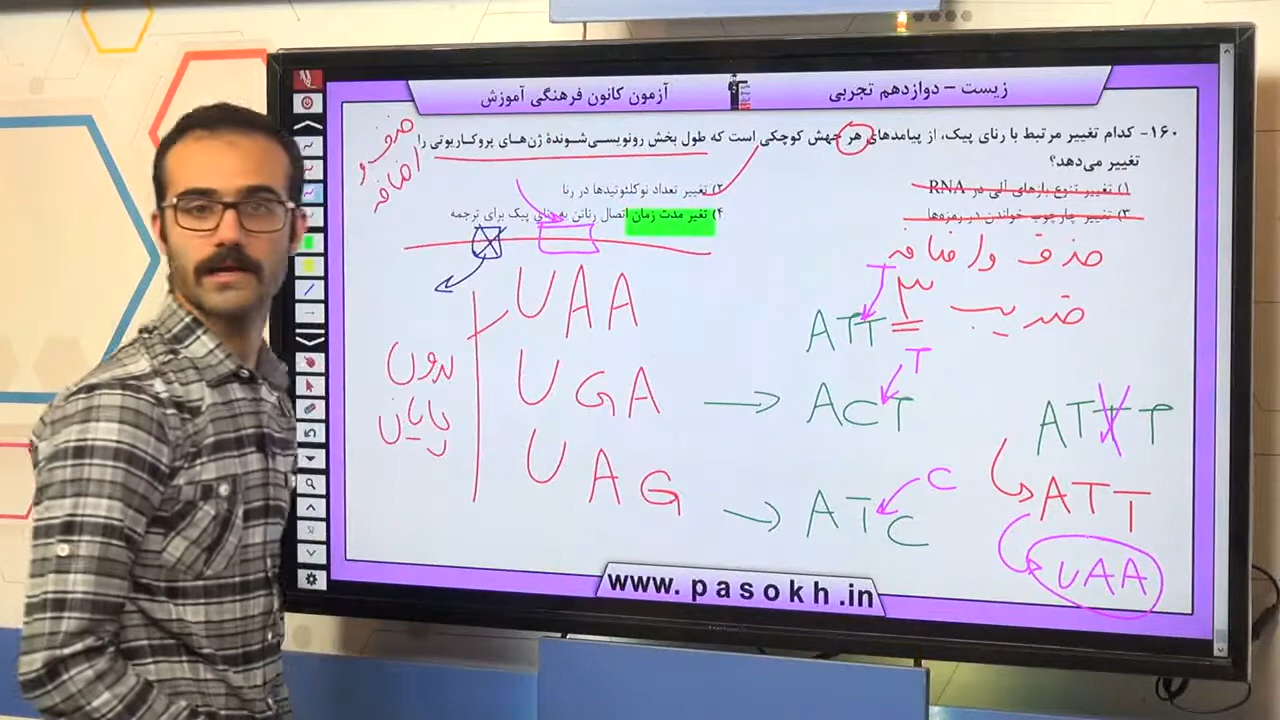 زیست – دوازدهم تجربی
آزمون کانون فرهنگی آموزش
۱۶۰- کدام تغییر مرتبط با رنای پیک، از پیامدهای هر جهش کوچکی است که طول بخش رونویسی‌شوندهٔ ژن‌های پروکاریوتی را
تغییر می‌دهد؟
۱) تغییر تنوع بازهای آلی در RNA
۲) تغییر تعداد نوکلئوتیدها در رنا
۳) تغییر چارچوب خواندن در رمزه‌ها
۴) تغیر مدت زمان اتصال رناتن به رنای پیک برای ترجمه
حذف و
اضافه
حذف و اضافه
ضریب ۳
بدون
پایان
UAA
UGA
UAG
T
ATT
T
ACT
C
ATC
ATTT
ATT
UAA
www.pasokh.in